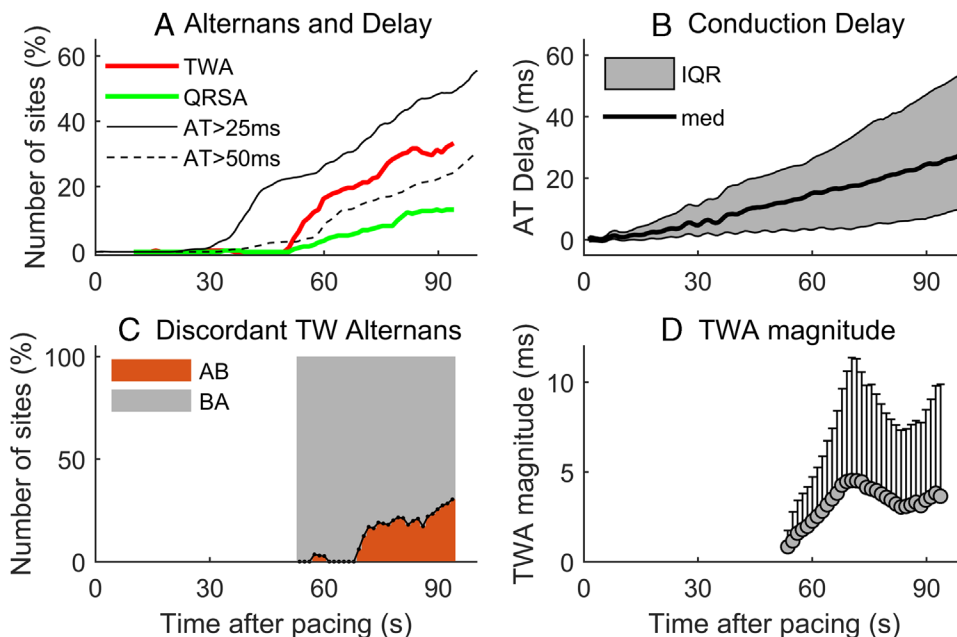 A Alternans and Delay
Number of sites (%)
60
40
20
0
TWA
QRSA
AT>25ms
AT>50ms
0 30 60 90
B Conduction Delay
AT Delay (ms)
60
40
20
0
IQR
med
0 30 60 90
C Discordant TW Alternans
Number of sites (%)
100
50
0
AB
BA
0 30 60 90
Time after pacing (s)
D TWA magnitude
TWA magnitude (ms)
10
5
0
0 30 60 90
Time after pacing (s)